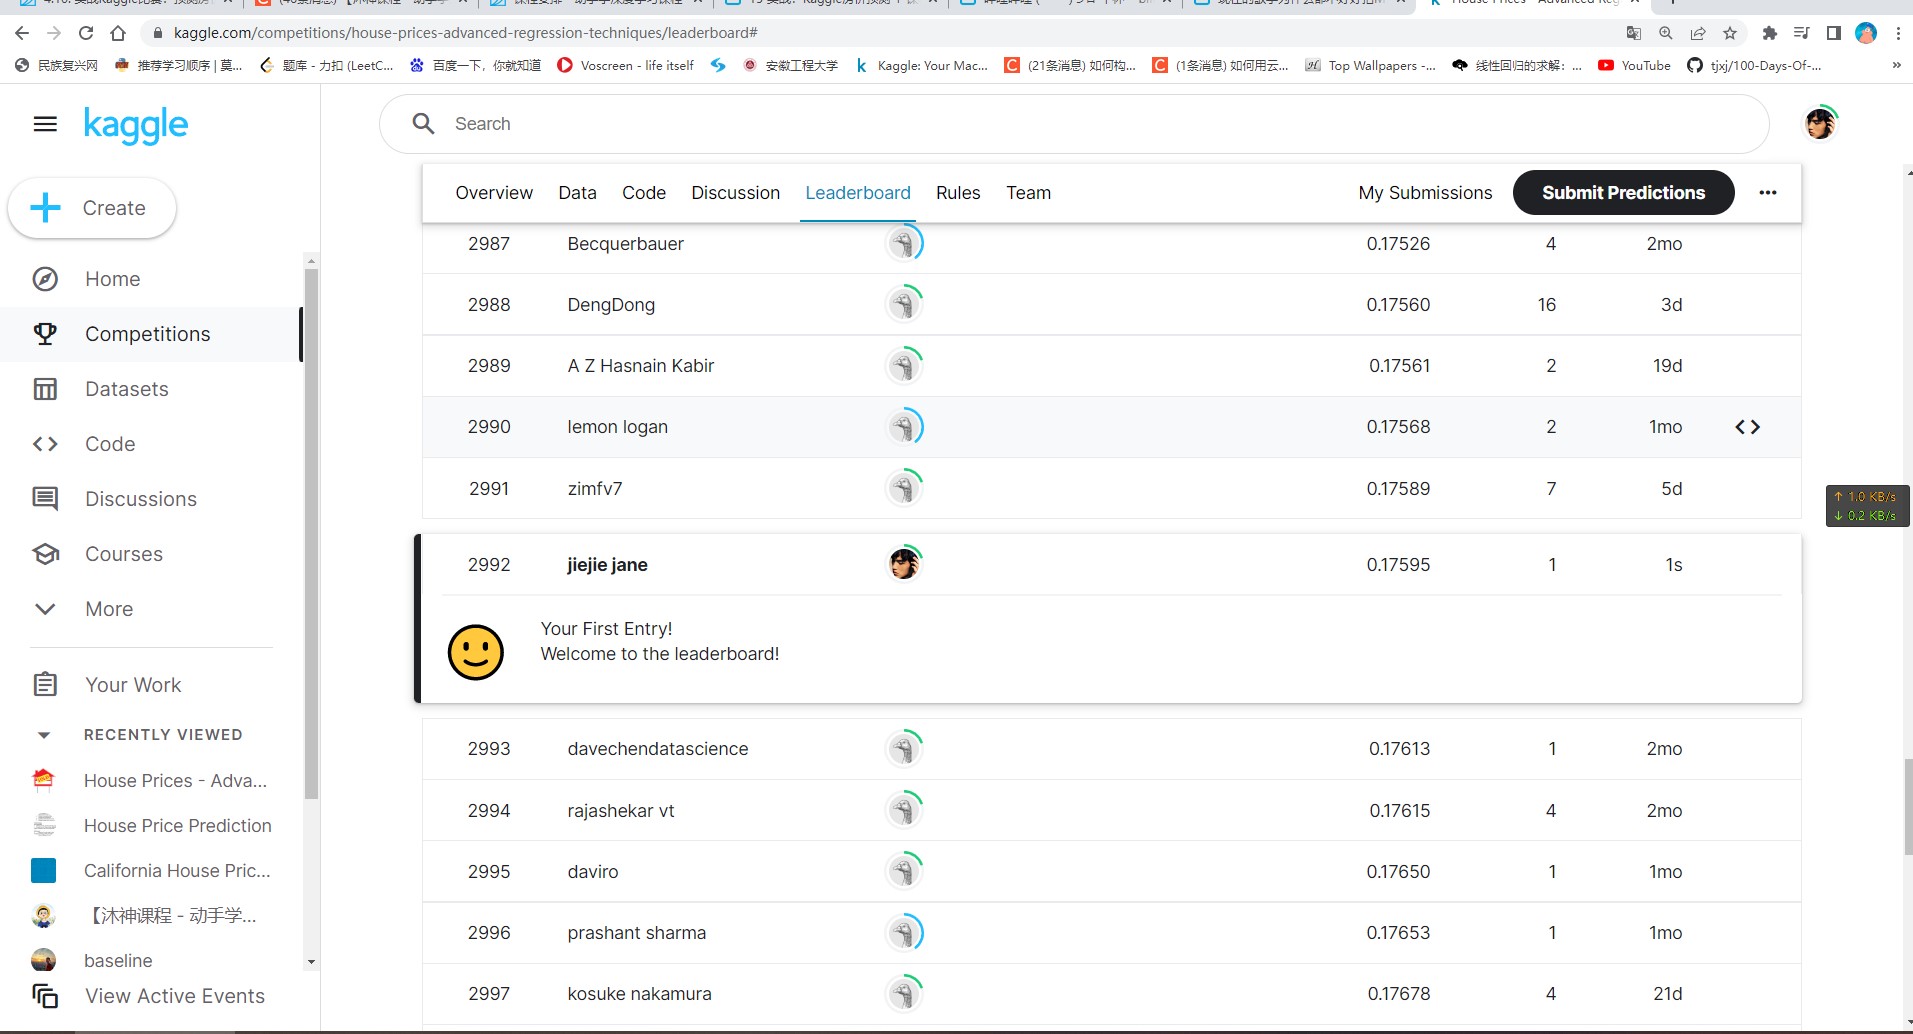 kaggle.com/competitions/house-prices-advanced-regression-techniques/leaderboard#
民族复兴网 推荐学习顺序 | 莫... 题库 - 力扣 (LeetC... 百度一下，你就知道 Voscreen - life itself 安徽工程大学 Kaggle: Your Mac... (21条消息) 如何构... (1条消息) 如何用云... Top Wallpapers -... 线性回归的求解：... YouTube tjxj/100-Days-Of-... »
kaggle
Search
Create
Home
Competitions
Datasets
Code
Discussions
Courses
More
Your Work
RECENTLY VIEWED
House Prices - Adva...
House Price Prediction
California House Pric...
【沐神课程 - 动手学...
baseline
View Active Events
Overview Data Code Discussion Leaderboard Rules Team My Submissions Submit Predictions
2987 Becquerbauer 0.17526 4 2mo
2988 DengDong 0.17560 16 3d
2989 A Z Hasnain Kabir 0.17561 2 19d
2990 lemon logan 0.17568 2 1mo <>
2991 zimfv7 0.17589 7 5d
2992 jiejie jane 0.17595 1 1s
Your First Entry!
Welcome to the leaderboard!
2993 davechendatascience 0.17613 1 2mo
2994 rajashekar vt 0.17615 4 2mo
2995 daviro 0.17650 1 1mo
2996 prashant sharma 0.17653 1 1mo
2997 kosuke nakamura 0.17678 4 21d
↑ 1.0 KB/s
↓ 0.2 KB/s